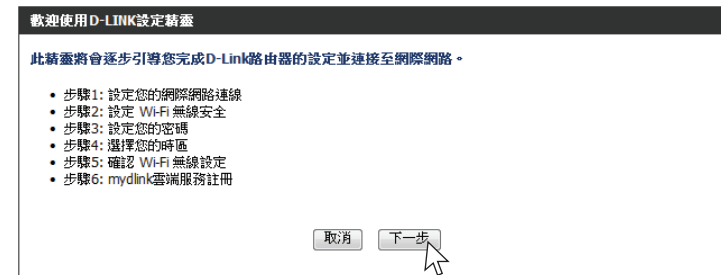 歡迎使用D-LINK設定精靈
此精靈將會逐步引導您完成D-Link路由器的設定並連接至網際網路。
• 步驟1: 設定您的網際網路連線
• 步驟2: 設定 Wi-Fi 無線安全
• 步驟3: 設定您的密碼
• 步驟4: 選擇您的時區
• 步驟5: 確認 Wi-Fi 無線設定
• 步驟6: mydlink雲端服務註冊
取消 下一步